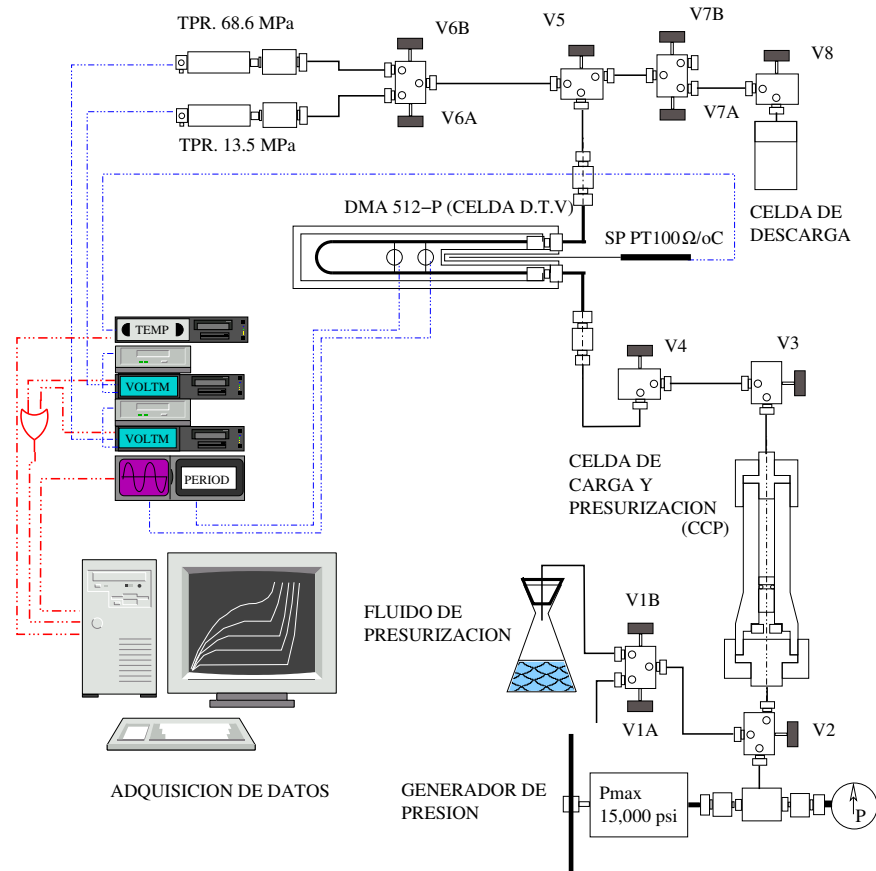 TPR. 68.6 MPa
V6B
V5
V7B
V8
TPR. 13.5 MPa
V6A
V7A
DMA 512−P (CELDA D.T.V)
CELDA DE
DESCARGA
SP PT100Ω/oC
TEMP
VOLTM
VOLTM
PERIOD
V4
V3
CELDA DE
CARGA Y
PRESURIZACION
(CCP)
FLUIDO DE
PRESURIZACION
V1B
V1A
V2
ADQUISICION DE DATOS
GENERADOR DE
PRESION
Pmax
15,000 psi
P